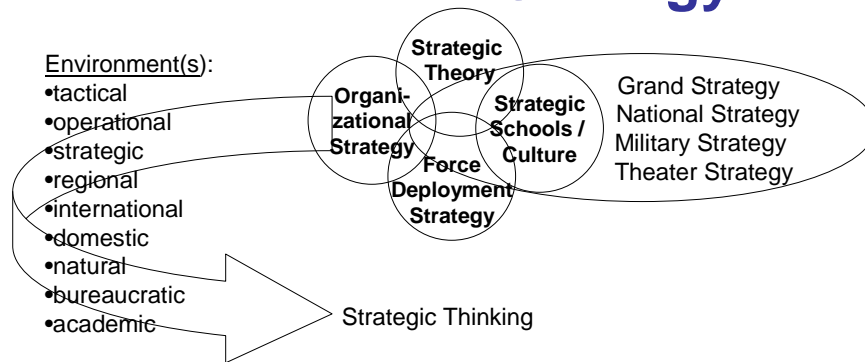 Environment(s):
•tactical
•operational
•strategic
•regional
•international
•domestic
•natural
•bureaucratic
•academic
Organi-
zational
Strategy
Strategic
Theory
Strategic
Schools /
Culture
Force
Deployment
Strategy
Grand Strategy
National Strategy
Military Strategy
Theater Strategy
Strategic Thinking